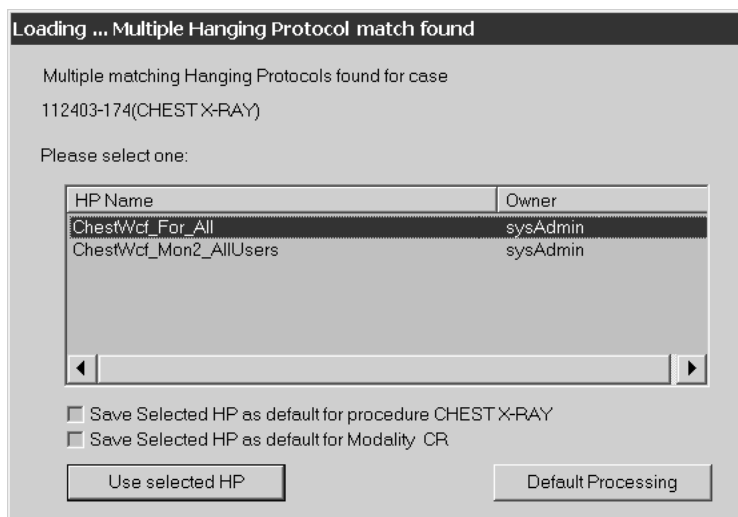 Loading ... Multiple Hanging Protocol match found
Multiple matching Hanging Protocols found for case
112403-174(CHEST X-RAY)
Please select one:
HP Name Owner
ChestWcf_For_All sysAdmin
ChestWcf_Mon2_AllUsers sysAdmin
Save Selected HP as default for procedure CHEST X-RAY
Save Selected HP as default for Modality CR
Use selected HP Default Processing